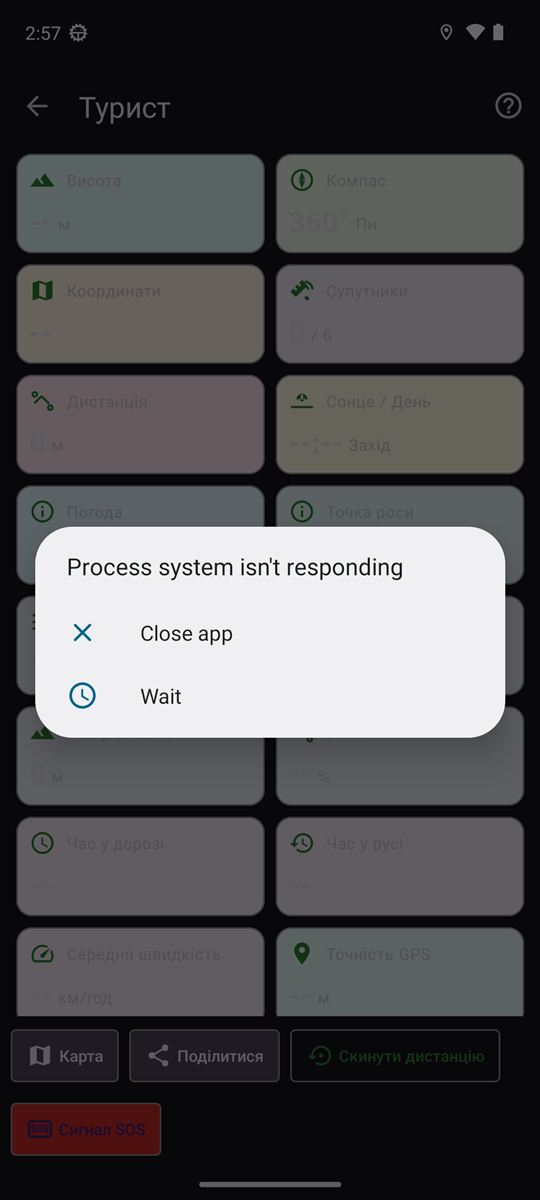 2:57
Турист
Висота
Компас
-- м
360° Пн
Координати
Супутники
--
0 / 6
Дистанція
Сонце / День
0 м
--:-- Захід
Погода
Точка роси
Process system isn't responding
Close app
Wait
0 м
-- %
Час у дорозі
Час у русі
--
--
Середня швидкість
Точність GPS
-- км/год
-- м
Карта
Поділитися
Скинути дистанцію
SOS Сигнал SOS